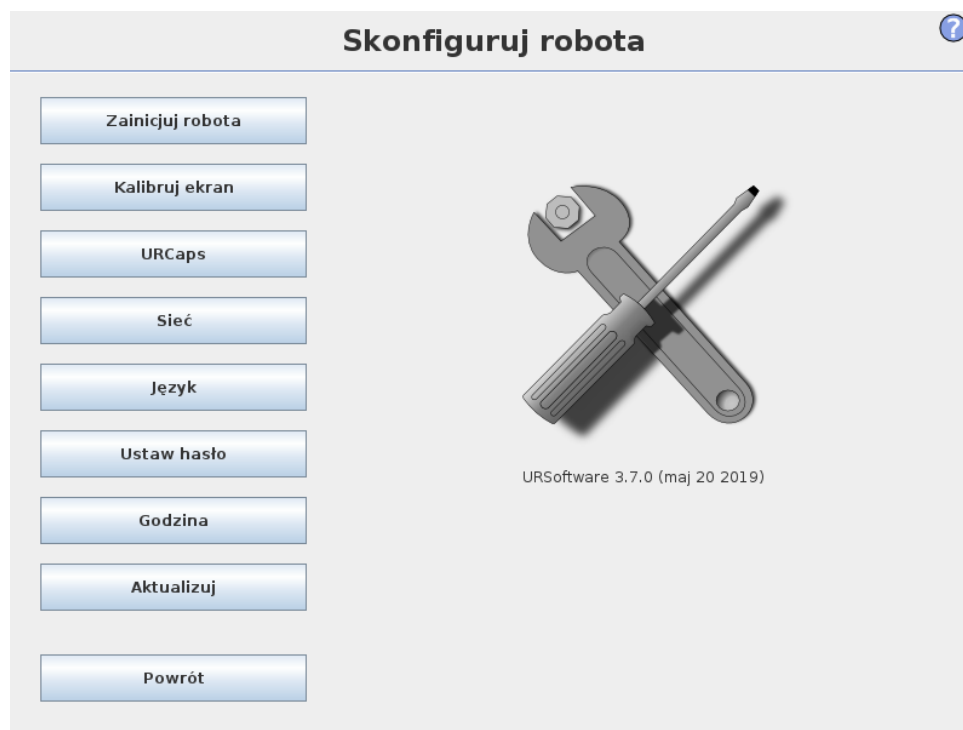 Skonfiguruj robota
?
Zainicjuj robota
Kalibruj ekran
URCaps
Sieć
Język
Ustaw hasło
Godzina
Aktualizuj
Powrót
URSoftware 3.7.0 (maj 20 2019)